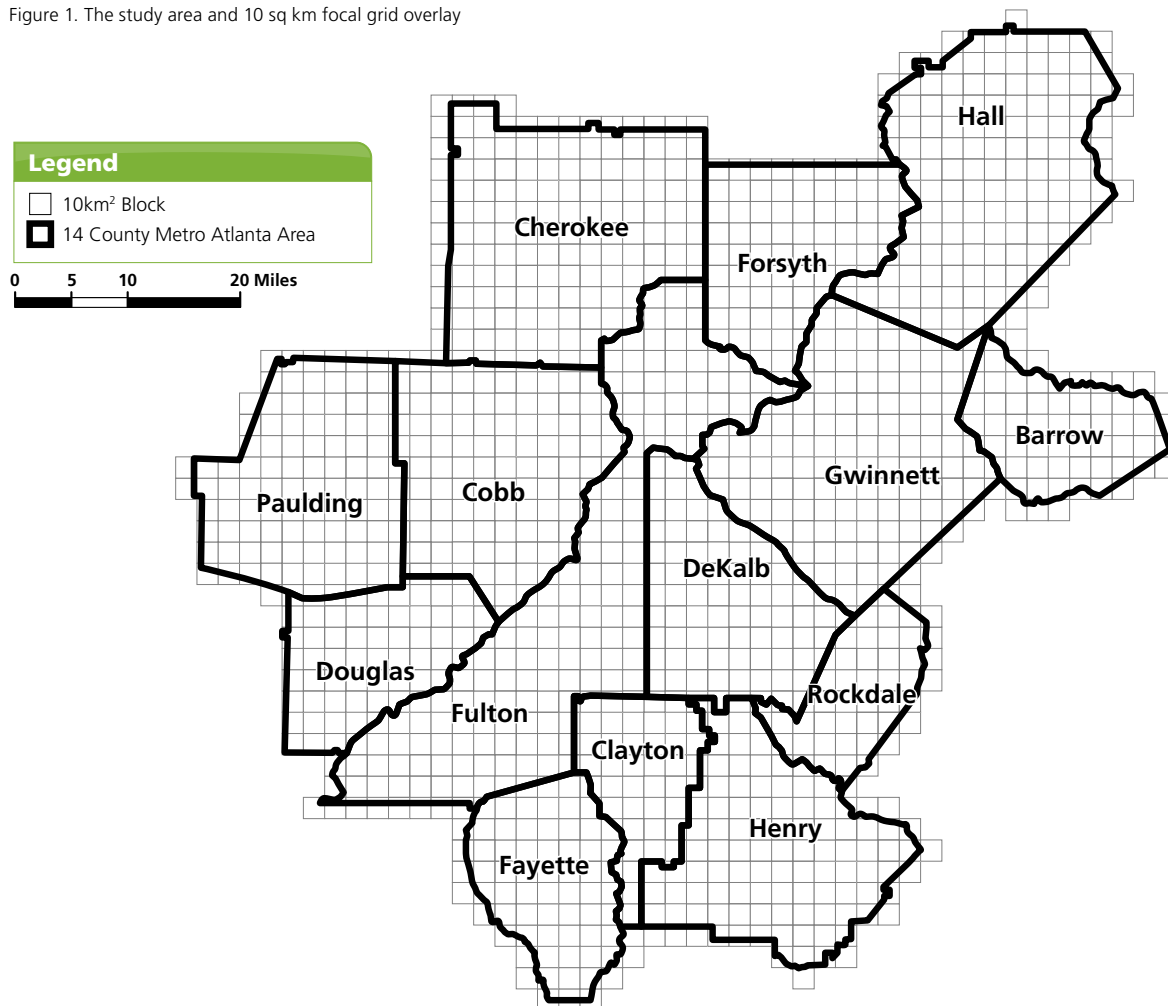 Figure 1. The study area and 10 sq km focal grid overlay
Legend
10km² Block
14 County Metro Atlanta Area
0 5 10 20 Miles
Hall
Cherokee
Forsyth
Barrow
Gwinnett
Cobb
Paulding
DeKalb
Douglas
Rockdale
Fulton
Clayton
Henry
Fayette